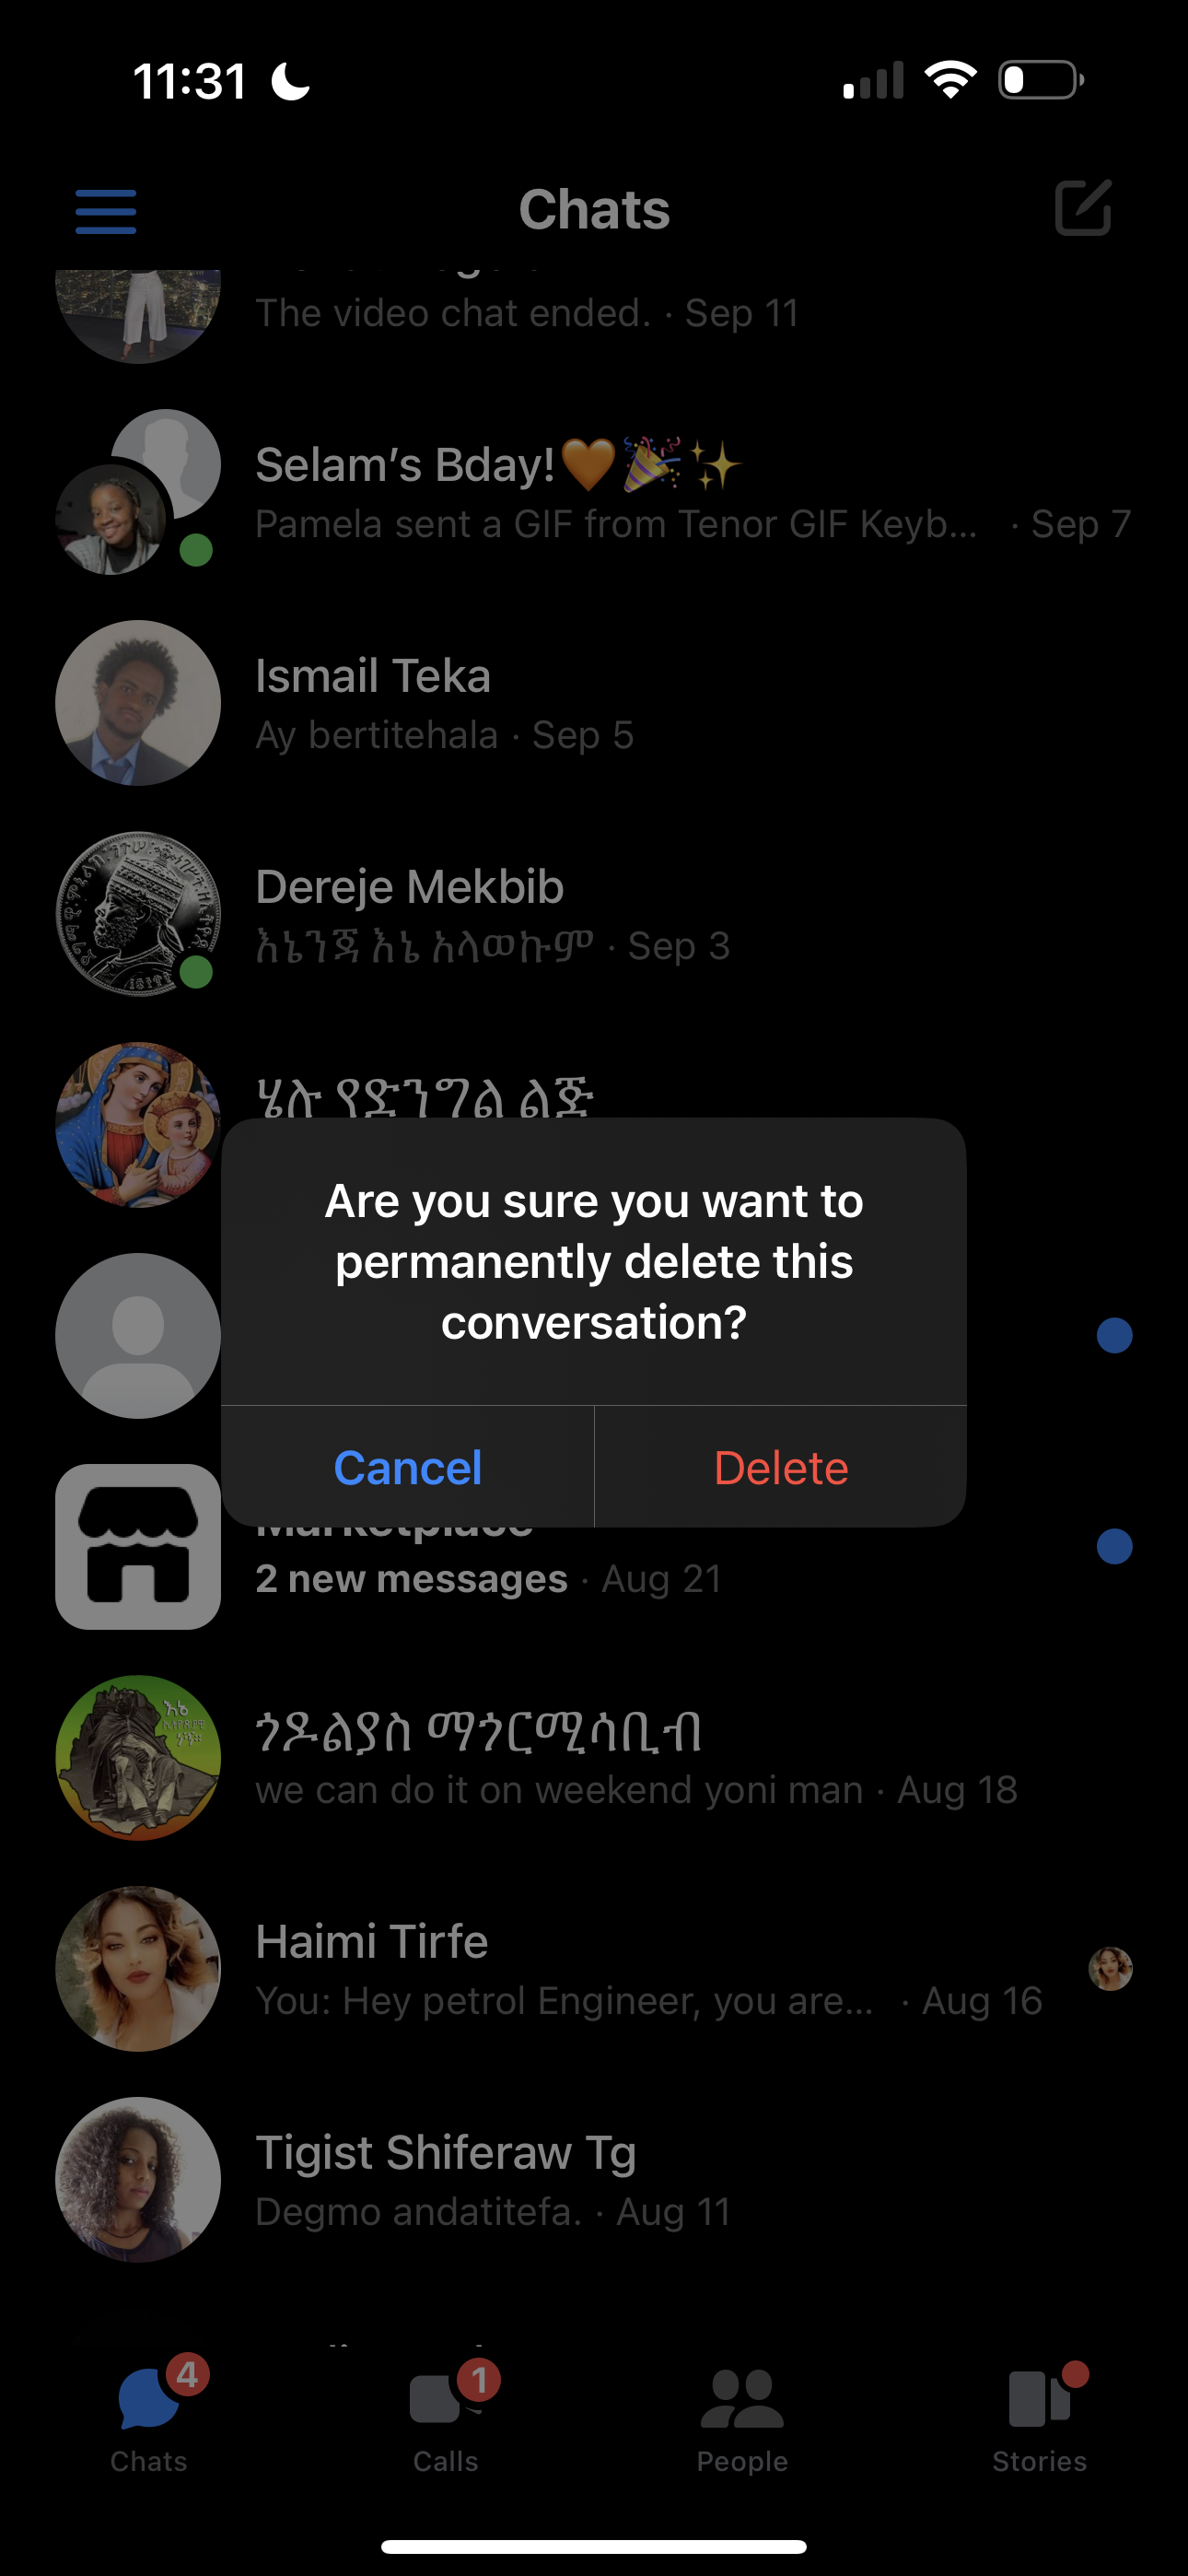 11:31
Chats
The video chat ended. · Sep 11
Selam's Bday!🧡🎉✨
Pamela sent a GIF from Tenor GIF Keyb... · Sep 7
Ismail Teka
Ay bertitehala · Sep 5
Dereje Mekbib
እኔንጃ እኔ አላወኩም · Sep 3
ሄሉ የድንግል ልጅ
Are you sure you want to
permanently delete this
conversation?
Cancel
Delete
Marketplace
2 new messages · Aug 21
ጎዶልያስ ማጎርሚሳቢብ
እኔ
we can do it on weekend yoni man · Aug 18
Haimi Tirfe
You: Hey petrol Engineer, you are... · Aug 16
Tigist Shiferaw Tg
Degmo andatitefa. · Aug 11
4
1
Chats
Calls
People
Stories